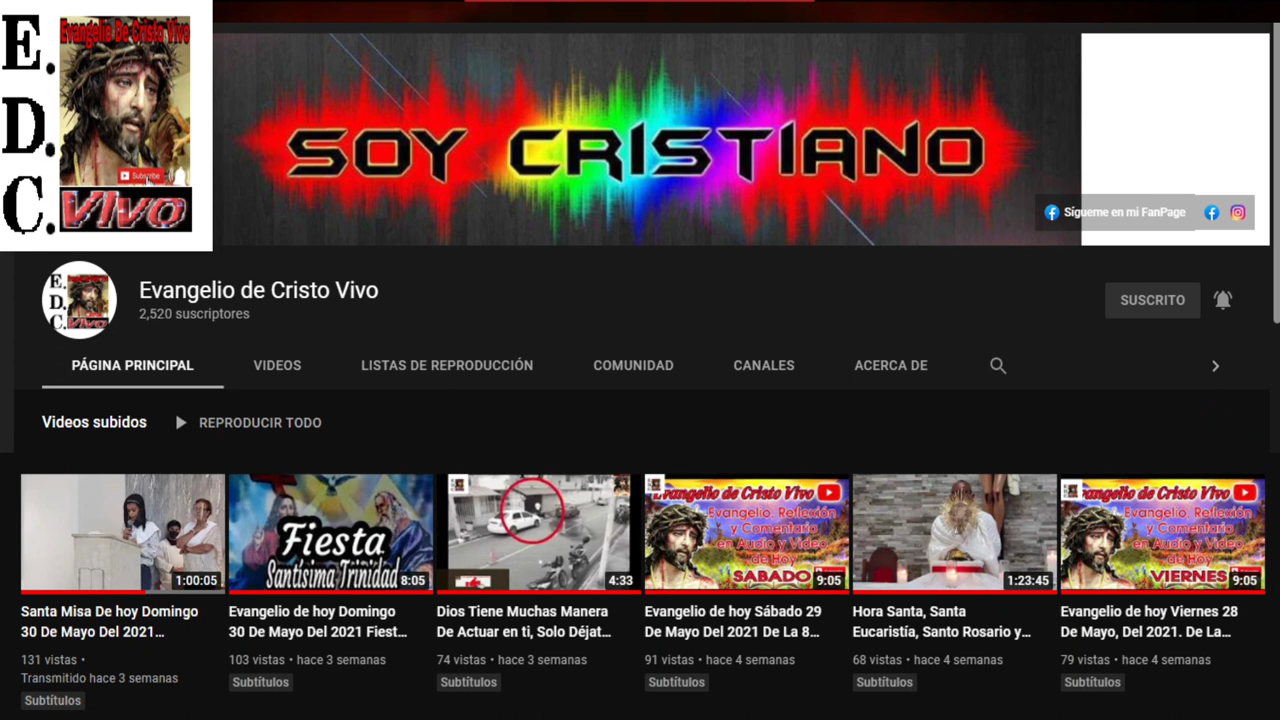 E.
D.
C.
Evangelio De Cristo Vivo
Subscribe
Vivo
SOY CRISTIANO
Sígueme en mi FanPage
E.
D.
C.
Vivo
Evangelio de Cristo Vivo
2,520 suscriptores
SUSCRITO
PÁGINA PRINCIPAL
VIDEOS
LISTAS DE REPRODUCCIÓN
COMUNIDAD
CANALES
ACERCA DE
Videos subidos
REPRODUCIR TODO
1:00:05
Santa Misa De hoy Domingo
30 De Mayo Del 2021...
131 vistas •
Transmitido hace 3 semanas
Subtítulos
Fiesta
Santísima Trinidad
8:05
Evangelio de hoy Domingo
30 De Mayo Del 2021 Fiest...
103 vistas • hace 3 semanas
Subtítulos
4:33
Dios Tiene Muchas Manera
De Actuar en ti, Solo Déjat...
74 vistas • hace 3 semanas
Subtítulos
Evangelio de Cristo Vivo
Evangelio, Reflexión
y Comentario
en Audio y Video
de Hoy
SABADO
9:05
Evangelio de hoy Sábado 29
De Mayo Del 2021 De La 8...
91 vistas • hace 4 semanas
Subtítulos
1:23:45
Hora Santa, Santa
Eucaristía, Santo Rosario y...
68 vistas • hace 4 semanas
Subtítulos
Evangelio de Cristo Vivo
Evangelio, Reflexión
y Comentario
en Audio y Video
de Hoy
VIERNES
9:05
Evangelio de hoy Viernes 28
De Mayo, Del 2021. De La...
79 vistas • hace 4 semanas
Subtítulos